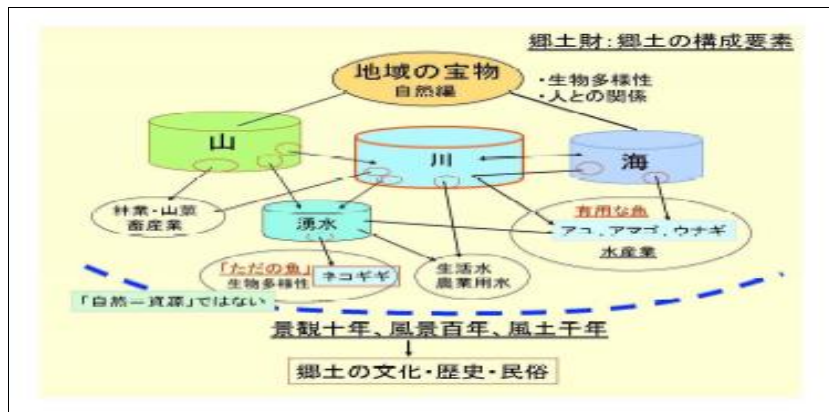 郷土財:郷土の構成要素
地域の宝物
自然編
・生物多様性
・人との関係
山
川
海
林業・山菜
畜産業
湧水
有用な魚
アユ、アマゴ、ウナギ
水産業
「ただの魚」
生物多様性
ネコギギ
生活水
農業用水
「自然=資源」ではない
景観十年、風景百年、風土千年
郷土の文化・歴史・民俗